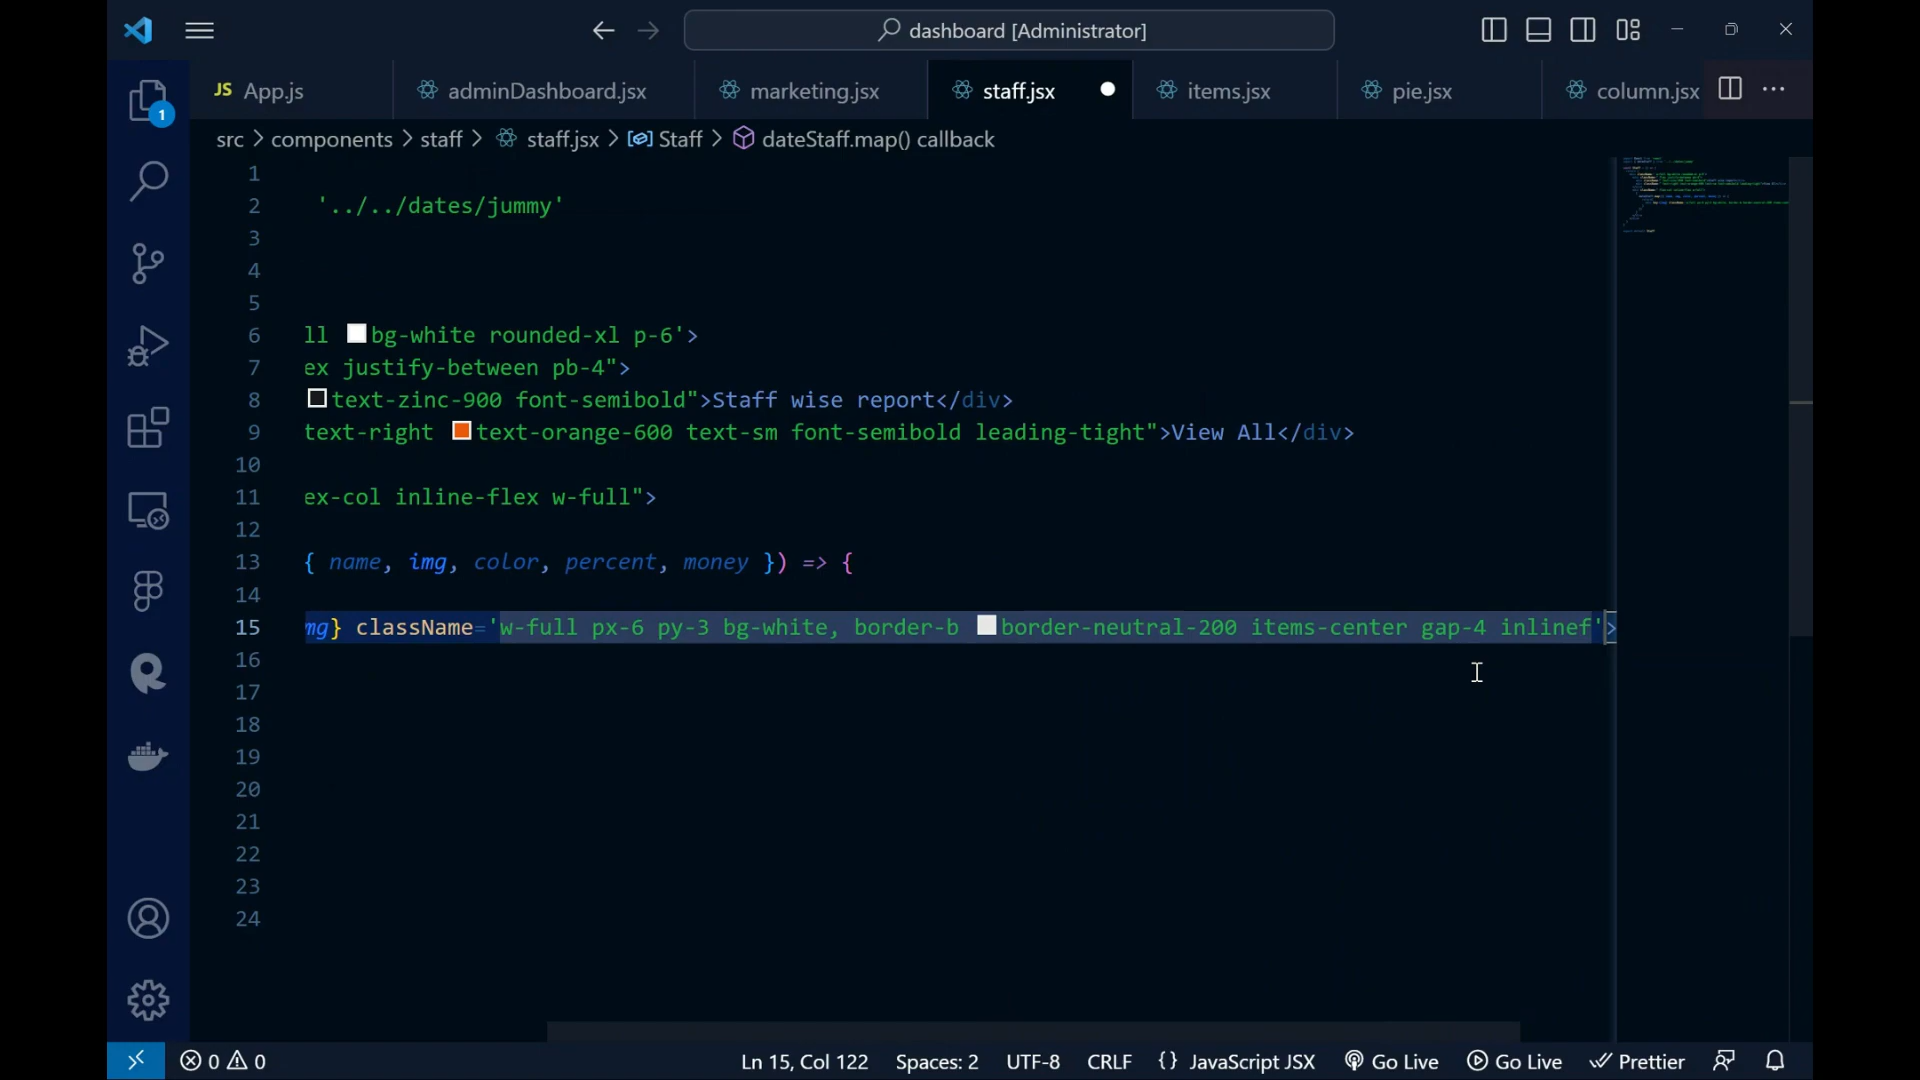 dashboard [Administrator]
JS App.js
adminDashboard.jsx
marketing.jsx
staff.jsx
items.jsx
pie.jsx
column.jsx
src > components > staff > staff.jsx > Staff > dateStaff.map() callback
1
1
2 '../../dates/jummy'
3
4
5
6 ll bg-white rounded-xl p-6'>
7 ex justify-between pb-4">
8 text-zinc-900 font-semibold">Staff wise report</div>
9 text-right text-orange-600 text-sm font-semibold leading-tight">View All</div>
10
11 ex-col inline-flex w-full">
12
13 { name, img, color, percent, money }) => {
14
15 mg} className='w-full px-6 py-3 bg-white, border-b border-neutral-200 items-center gap-4 inlinef'>
16
17
18
19
20
21
22
23
24
0 0
Ln 15, Col 122
Spaces: 2
UTF-8
CRLF
{} JavaScript JSX
Go Live
Go Live
Prettier